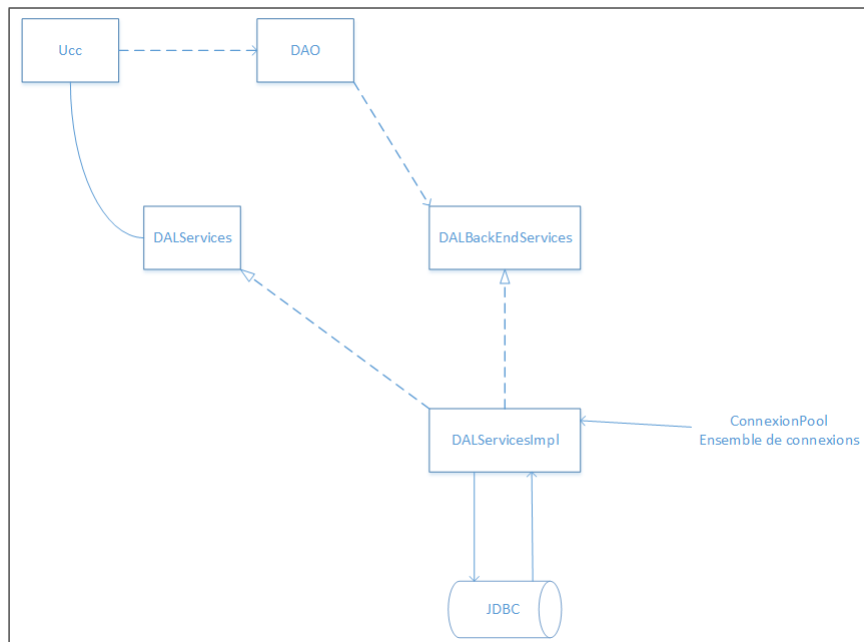 Ucc
DAO
DALServices
DALBackEndServices
DALServicesImpl
ConnexionPool
Ensemble de connexions
JDBC